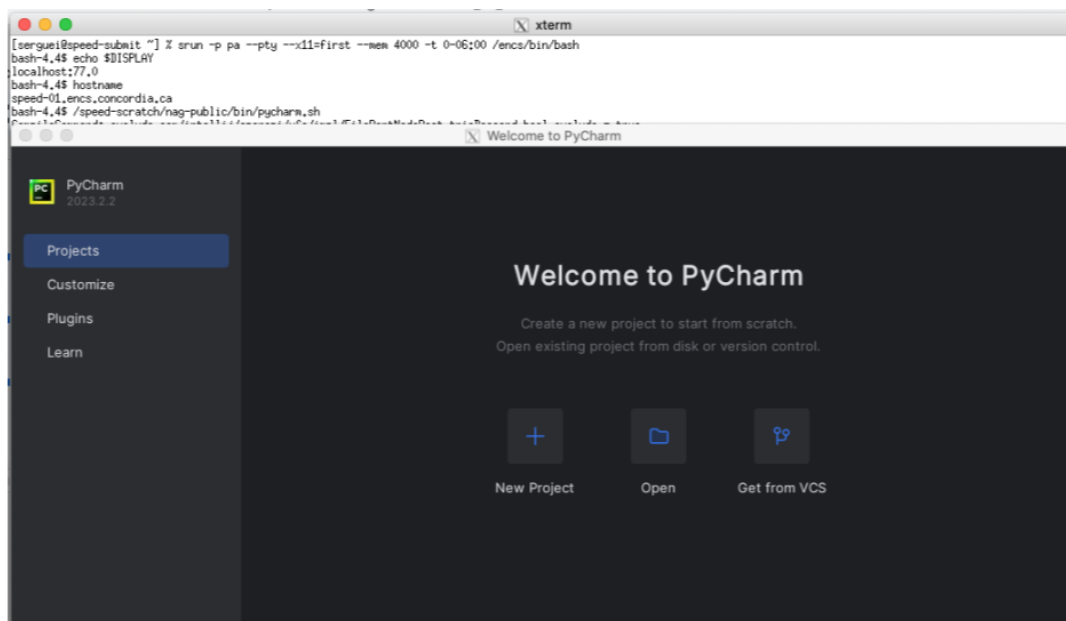 xterm
[serguei@speed-submit ~] % srun -p pa --pty --x11=first --mem 4000 -t 0-06:00 /encs/bin/bash
bash-4.4$ echo $DISPLAY
localhost:77.0
bash-4.4$ hostname
speed-01.encs.concordia.ca
bash-4.4$ /speed-scratch/nag-public/bin/pycharm.sh
Welcome to PyCharm
PC
PyCharm
2023.2.2
Projects
Customize
Plugins
Learn
Welcome to PyCharm
Create a new project to start from scratch.
Open existing project from disk or version control.
New Project
Open
Get from VCS